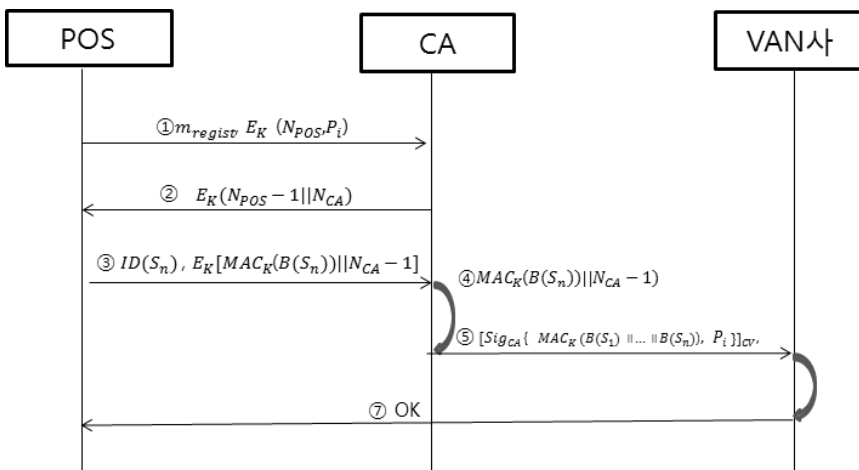 POS
CA
VAN사
①m_regist, E_K (N_POS,P_i)
② E_K(N_POS − 1||N_CA)
③ ID(S_n) , E_K[MAC_K(B(S_n))||N_CA − 1]
④MAC_K(B(S_n))||N_CA − 1)
⑤ [Sig_CA{ MAC_K (B(S_1) ॥... ॥B(S_n)), P_i }]_CV,
⑦ OK